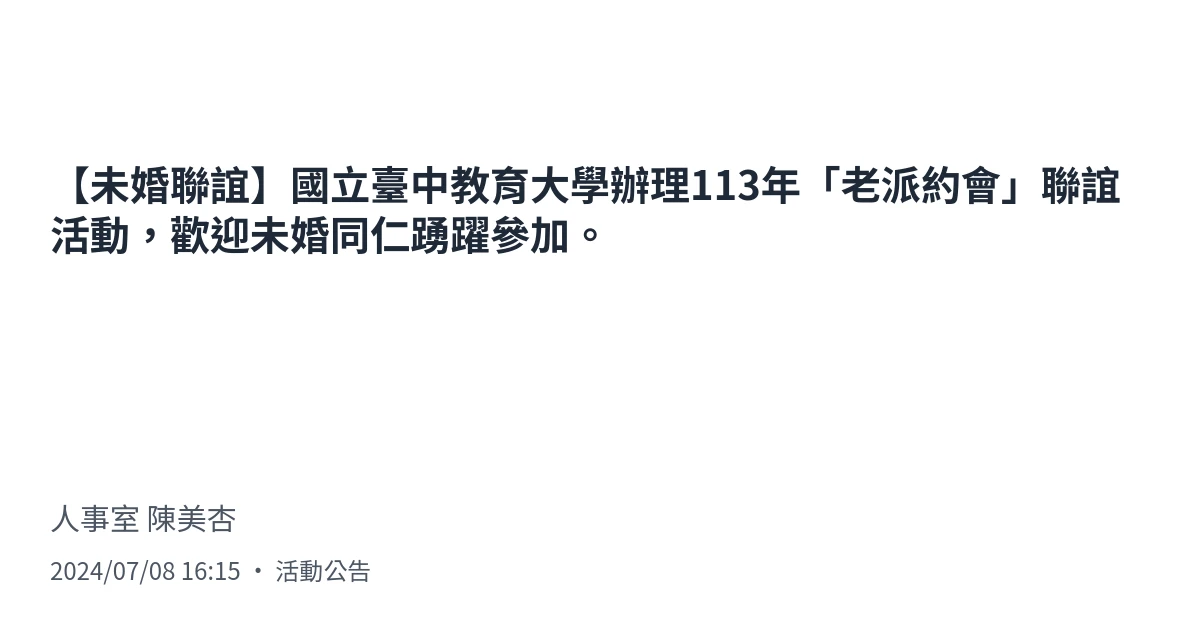 【未婚聯誼】國立臺中教育大學辦理113年「老派約會」聯誼
活動，歡迎未婚同仁踴躍參加。
人事室 陳美杏
2024/07/08 16:15 • 活動公告